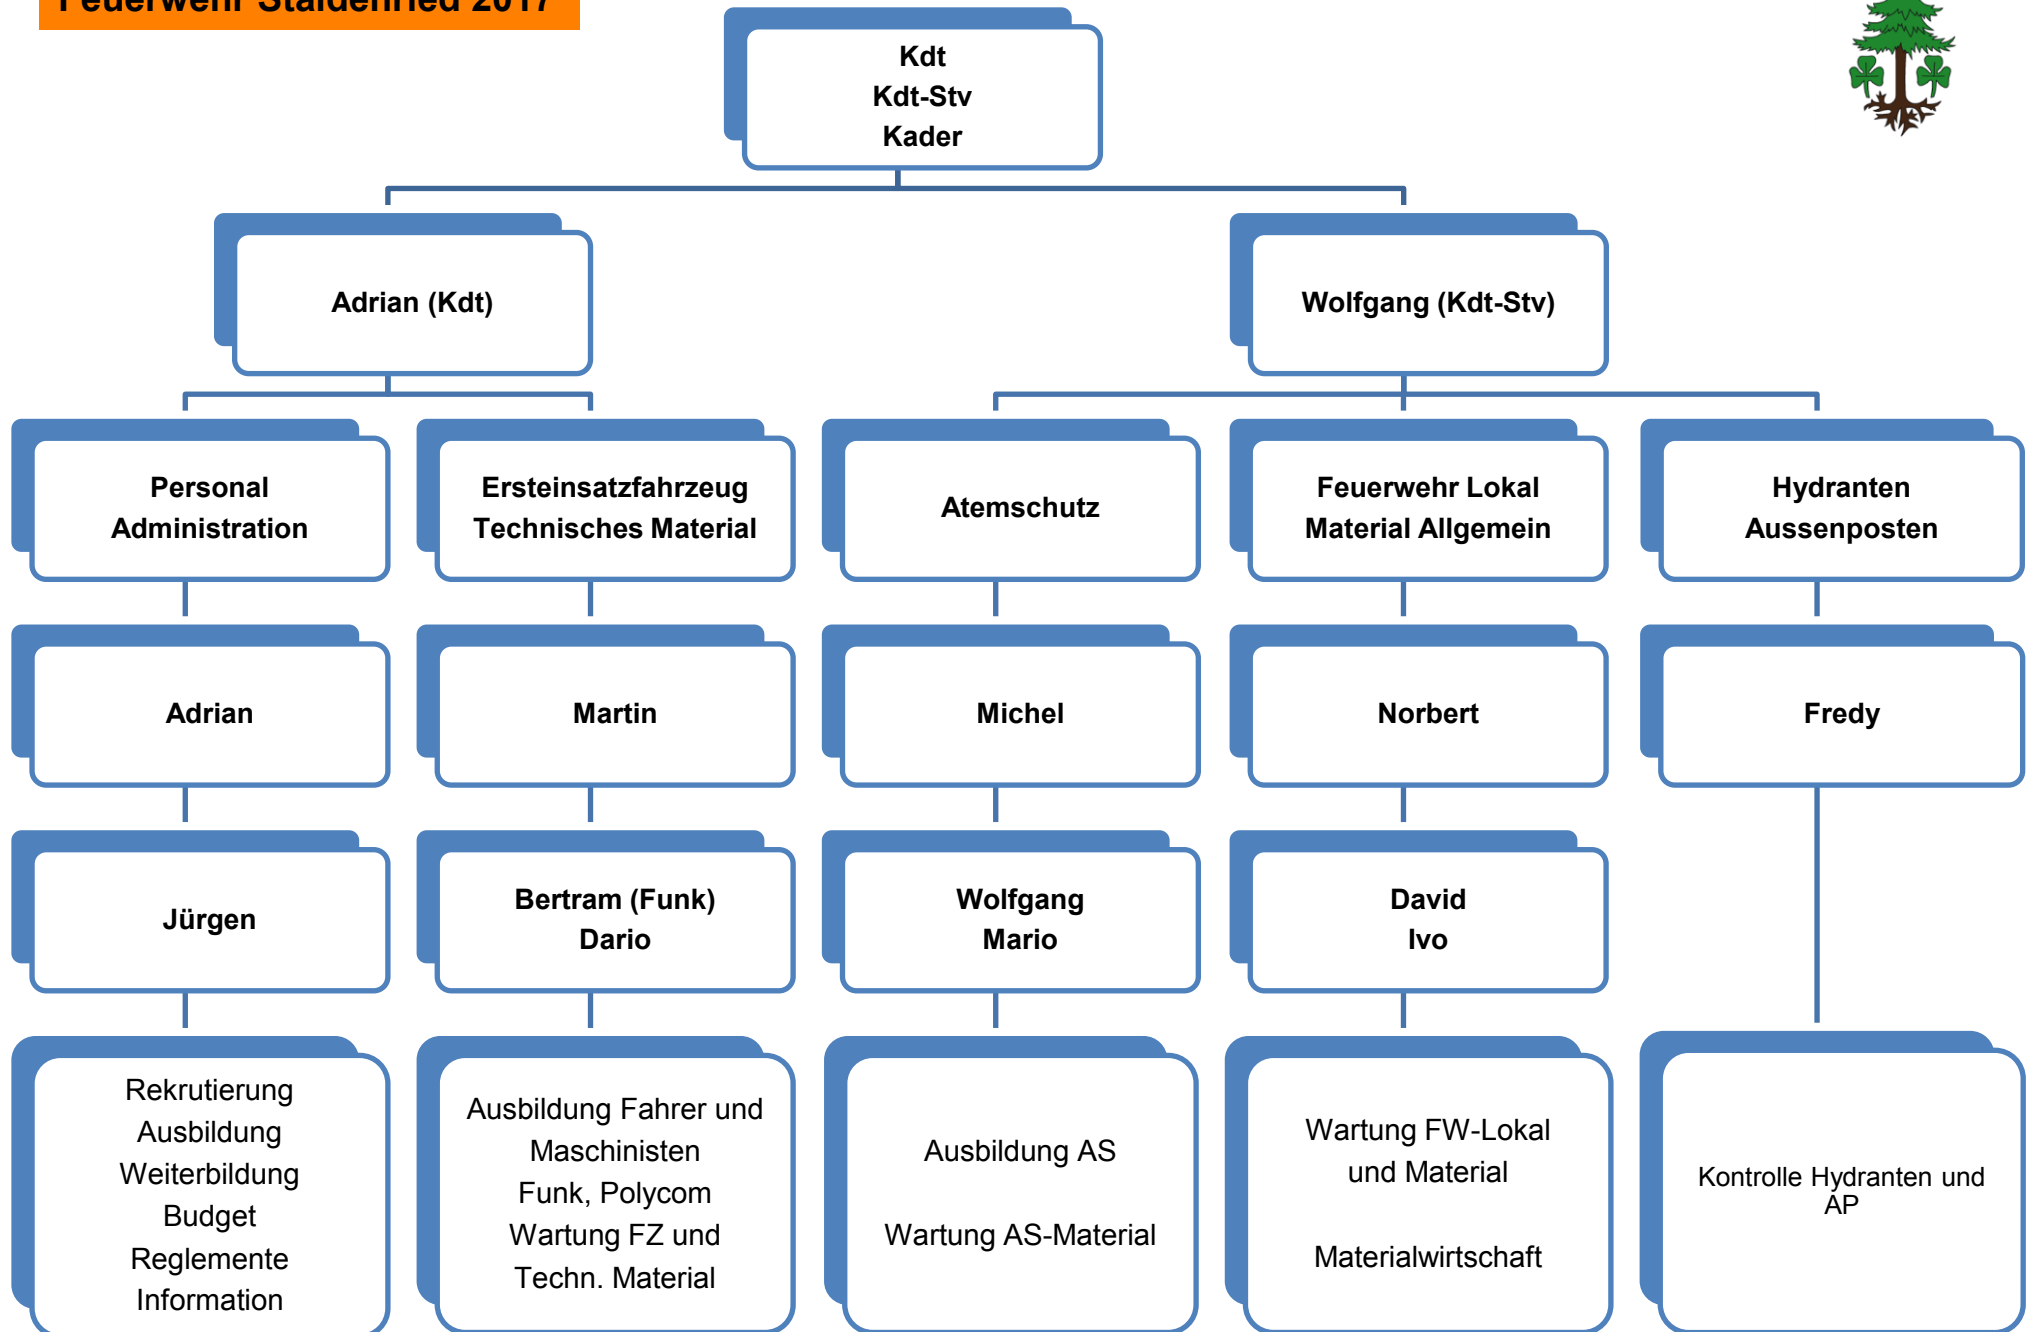 Feuerwehr Staldenried 2017
Kdt
Kdt-Stv
Kader
Adrian (Kdt)
Wolfgang (Kdt-Stv)
Personal
Administration
Ersteinsatzfahrzeug
Technisches Material
Atemschutz
Feuerwehr Lokal
Material Allgemein
Hydranten
Aussenposten
Adrian
Martin
Michel
Norbert
Fredy
Jürgen
Bertram (Funk)
Dario
Wolfgang
Mario
David
Ivo
Rekrutierung
Ausbildung
Weiterbildung
Budget
Reglemente
Information
Ausbildung Fahrer und
Maschinisten
Funk, Polycom
Wartung FZ und
Techn. Material
Ausbildung AS
Wartung AS-Material
Wartung FW-Lokal
und Material
Materialwirtschaft
Kontrolle Hydranten und
AP